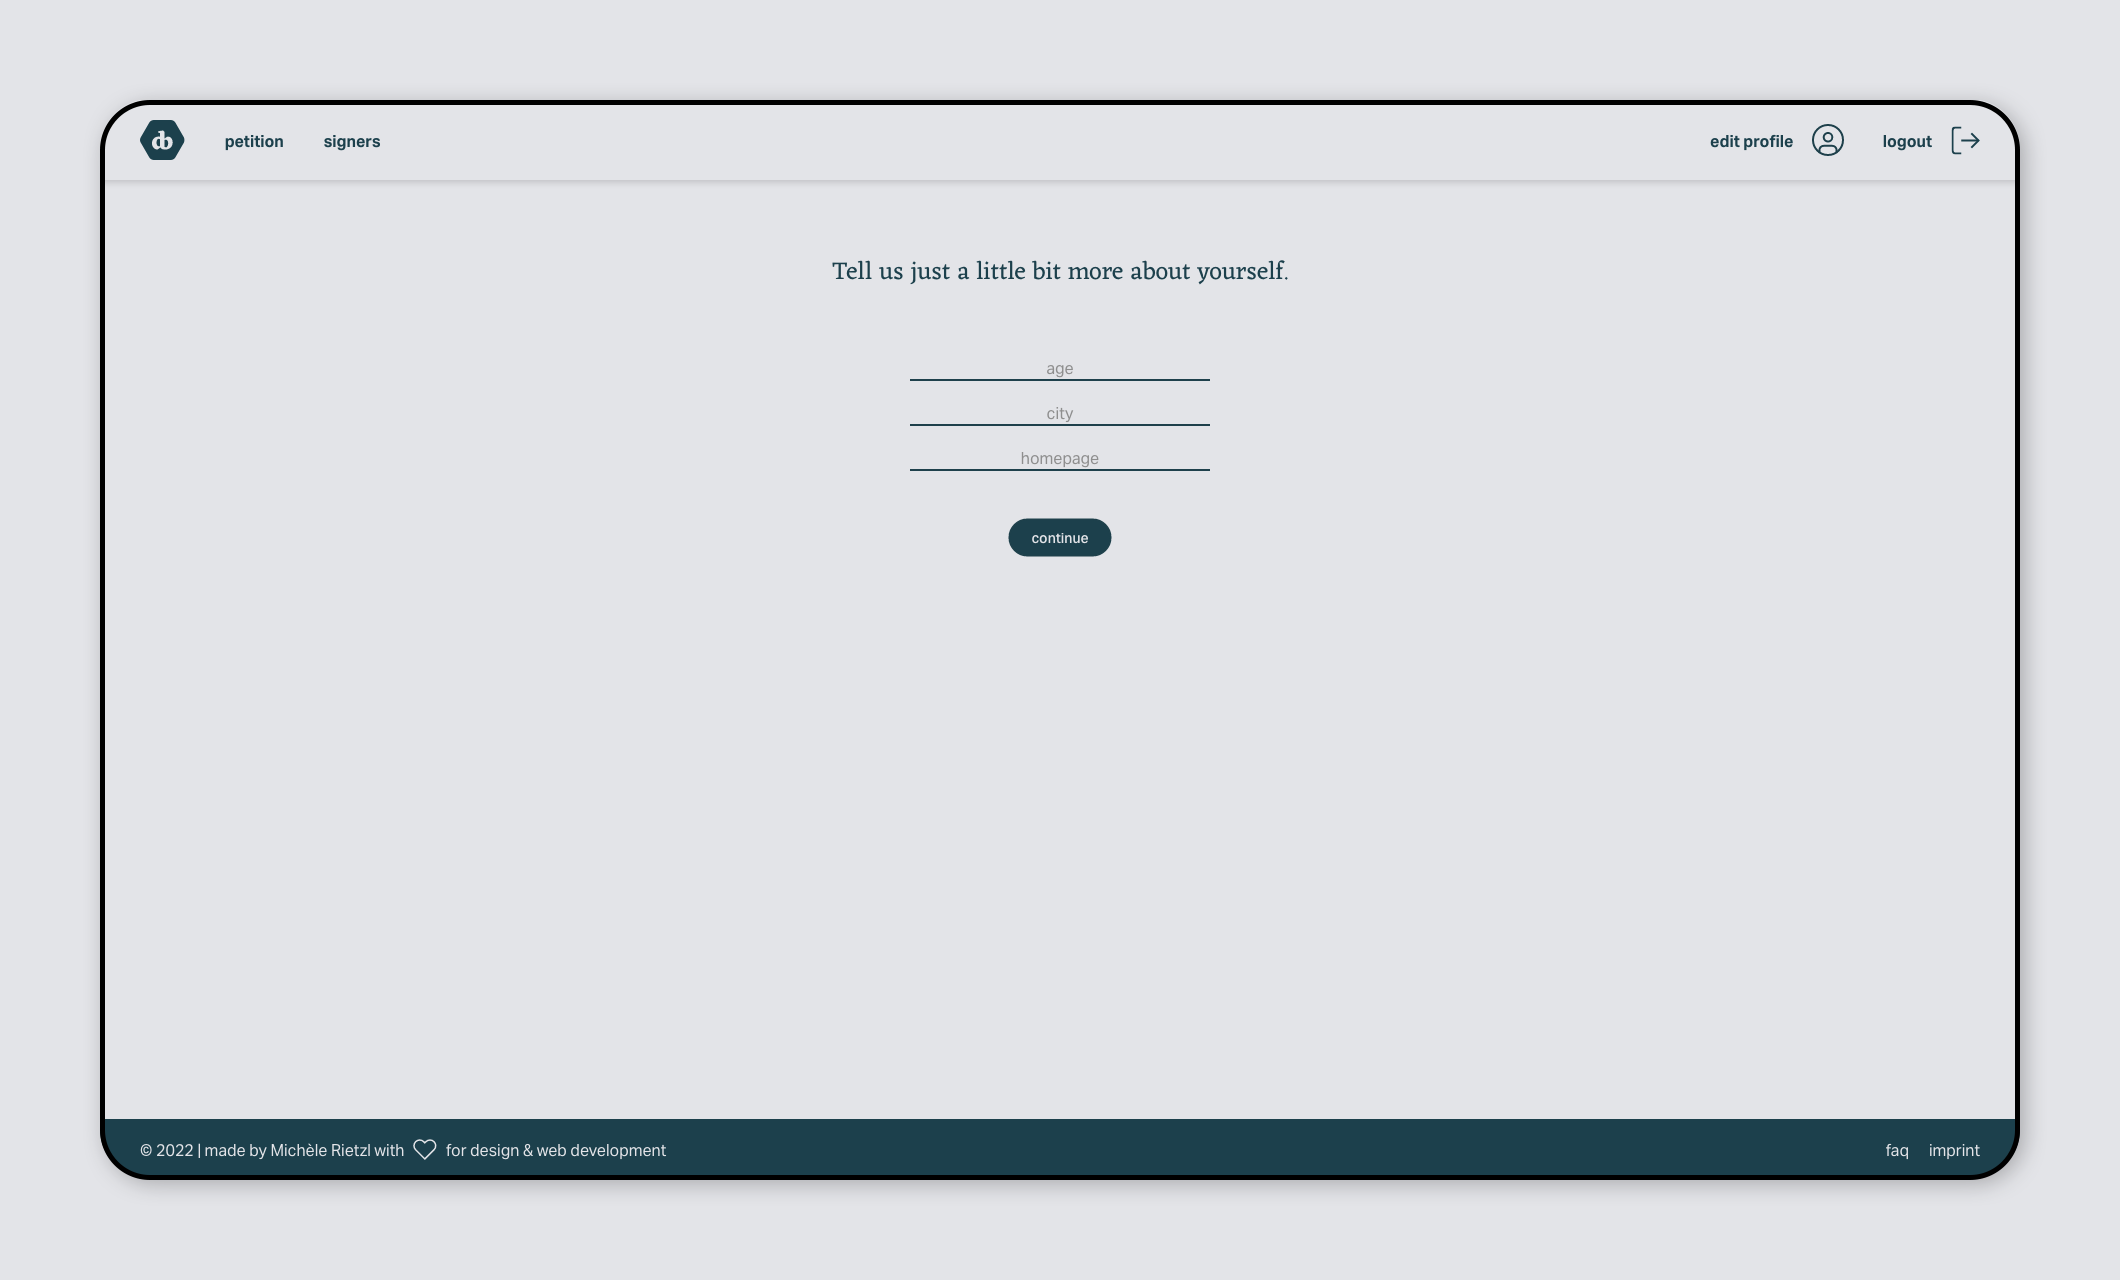 db
petition signers edit profile logout
Tell us just a little bit more about yourself.
age
city
homepage
continue
© 2022 | made by Michèle Rietzl with for design & web development faq imprint